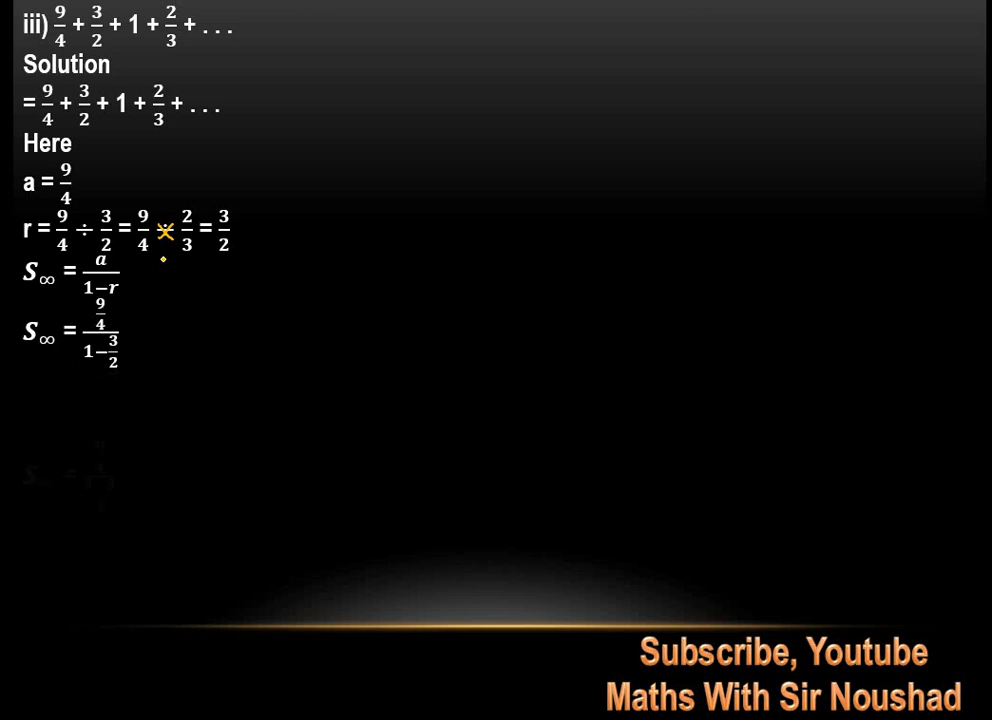 iii) 9/4 + 3/2 + 1 + 2/3 + . . .
Solution
= 9/4 + 3/2 + 1 + 2/3 + . . .
Here
a = 9/4
r = 9/4 ÷ 3/2 = 9/4 × 2/3 = 3/2
S∞ = a/(1−r)
S∞ = (9/4)/(1−3/2)
Subscribe, Youtube
Maths With Sir Noushad